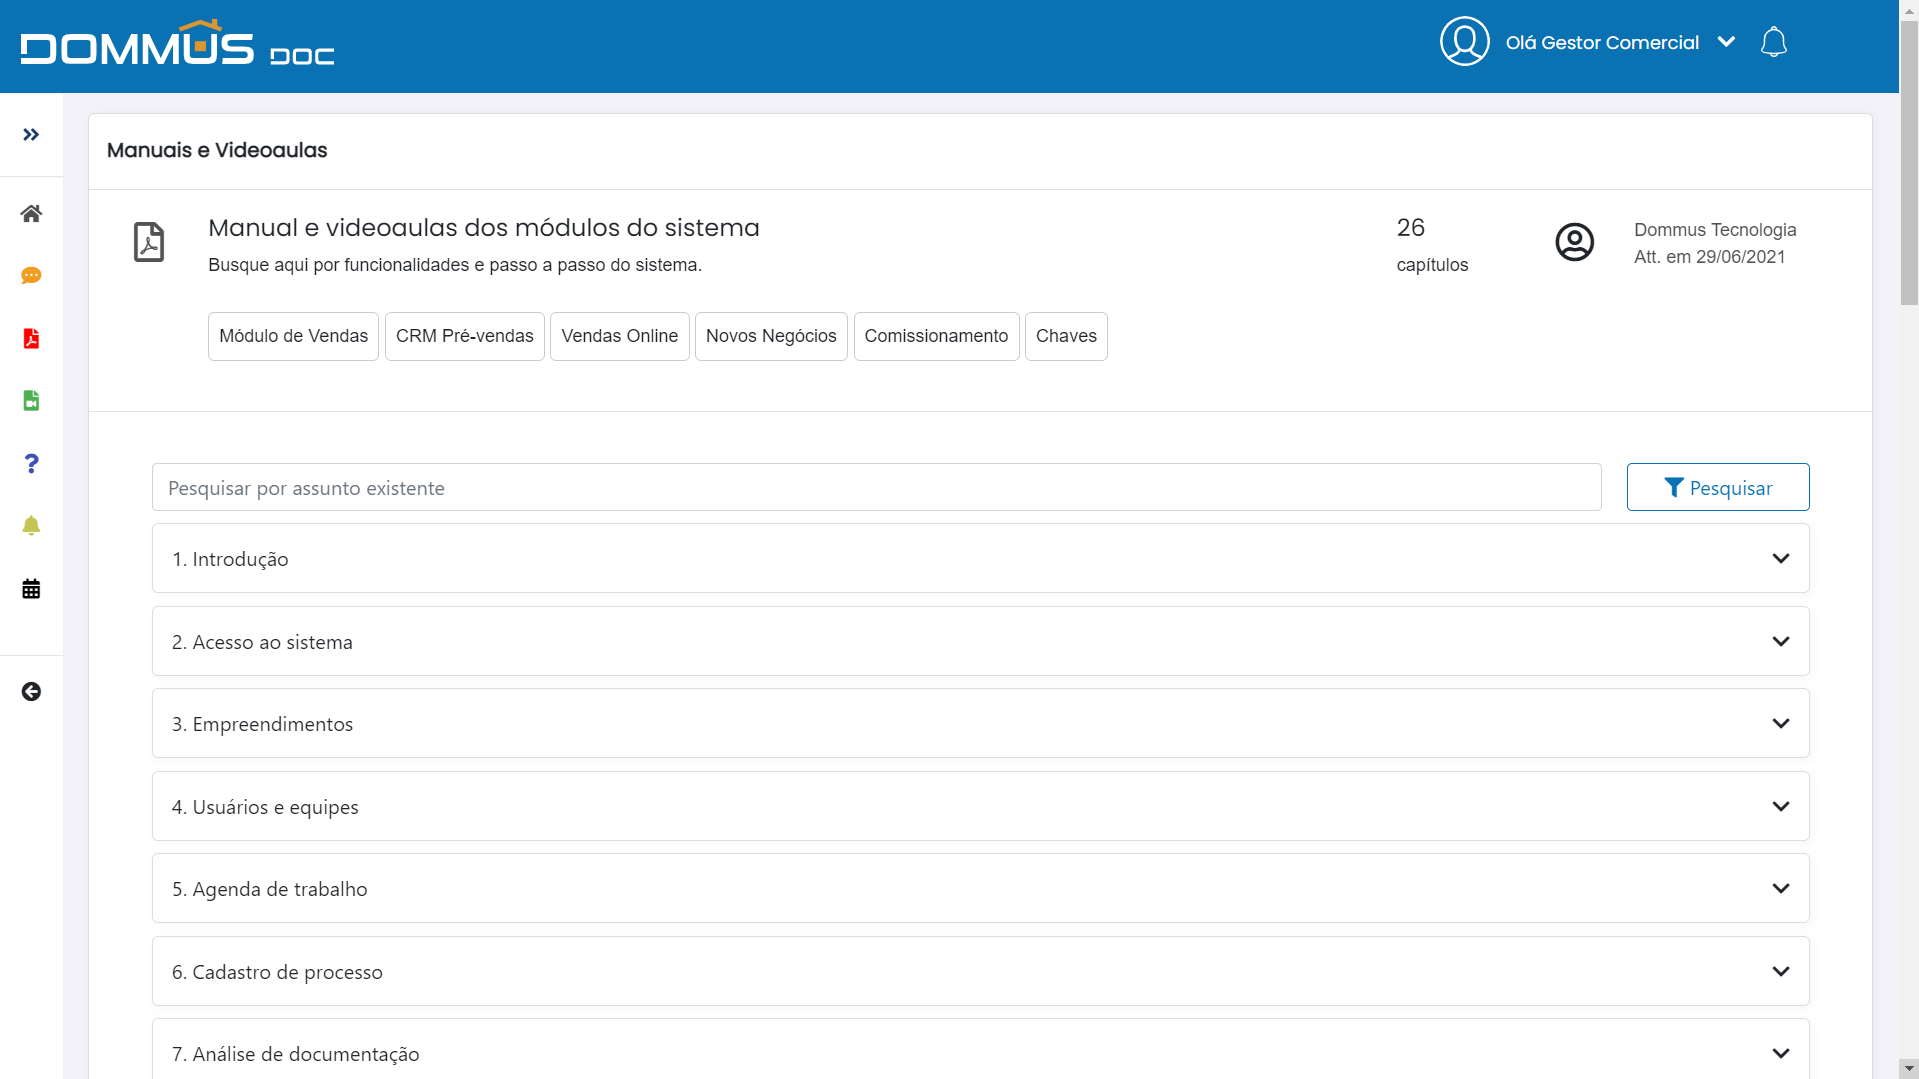 DOMMUS DOC
Olá Gestor Comercial
Manuais e Videoaulas
Manual e videoaulas dos módulos do sistema
Busque aqui por funcionalidades e passo a passo do sistema.
26
capítulos
Dommus Tecnologia
Att. em 29/06/2021
Módulo de Vendas
CRM Pré-vendas
Vendas Online
Novos Negócios
Comissionamento
Chaves
Pesquisar por assunto existente
Pesquisar
1. Introdução
2. Acesso ao sistema
3. Empreendimentos
4. Usuários e equipes
5. Agenda de trabalho
6. Cadastro de processo
7. Análise de documentação